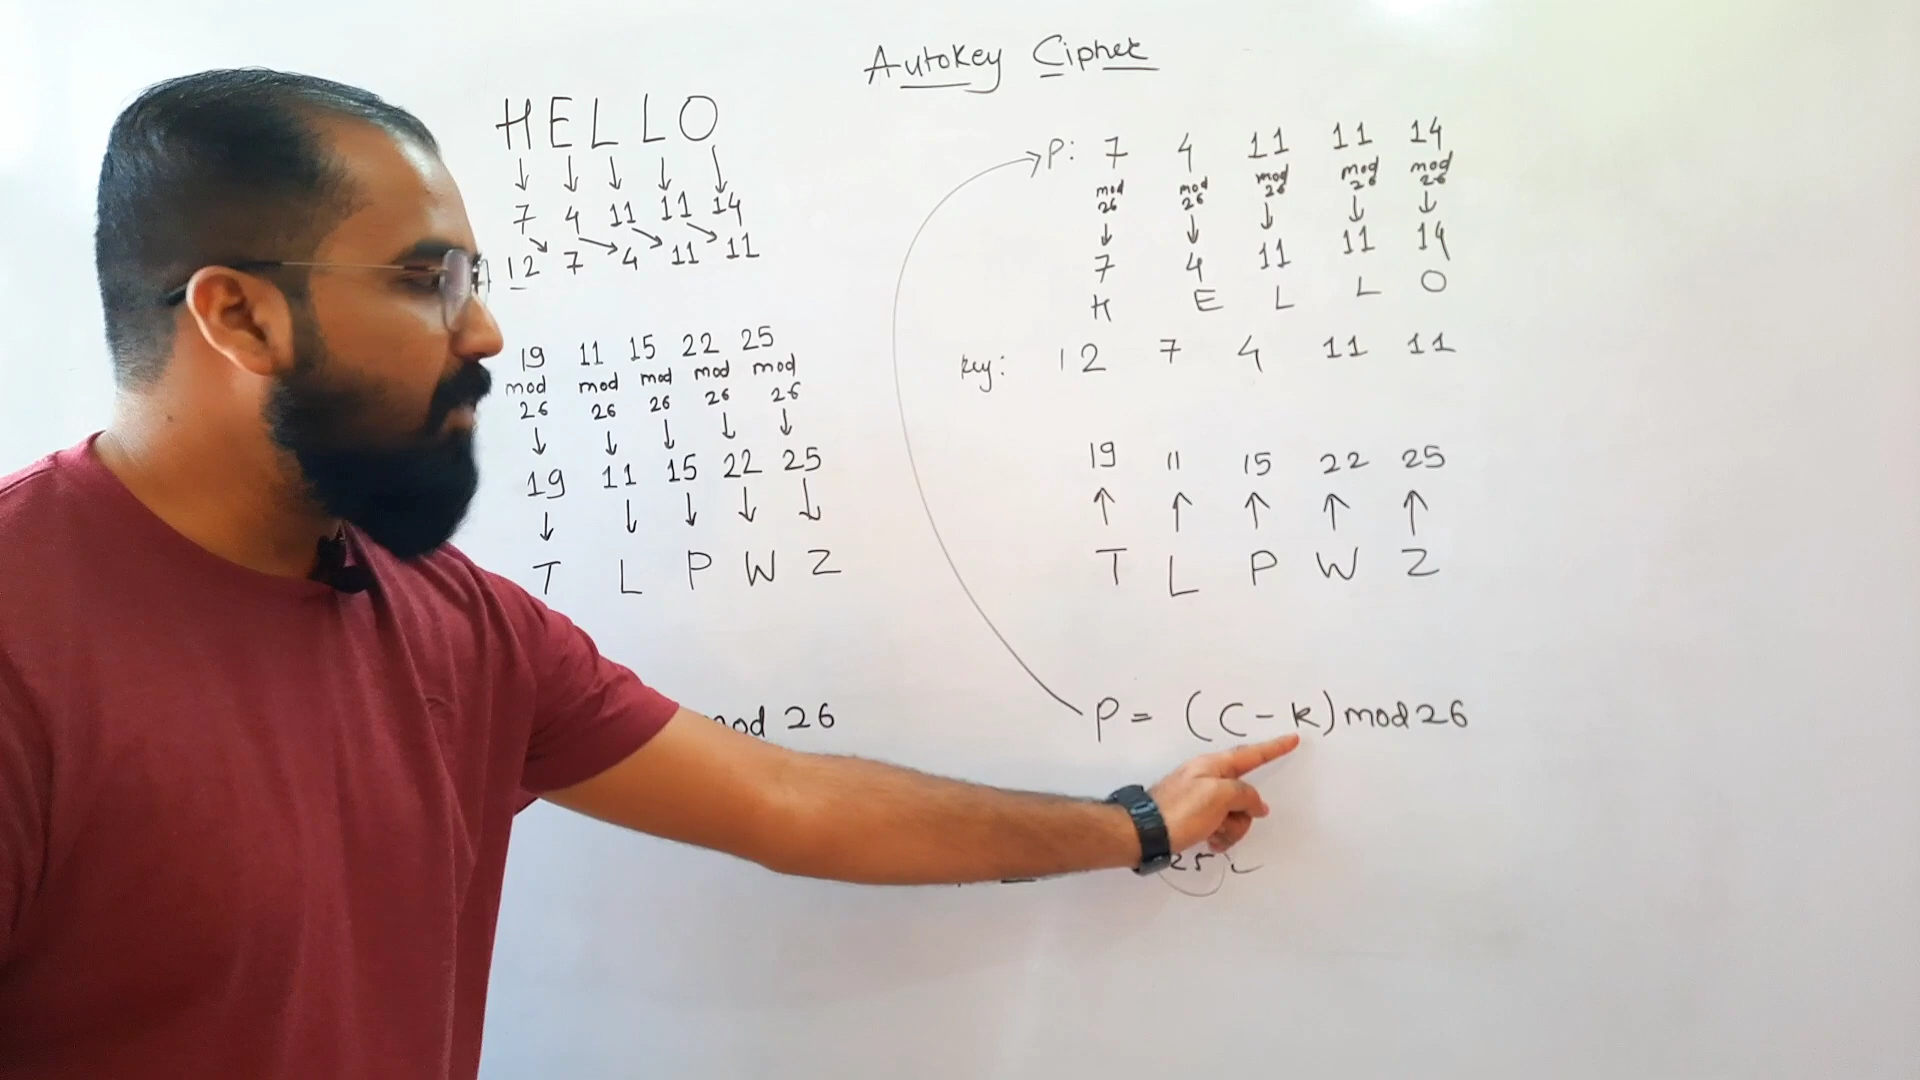 Autokey Cipher
HELLO
7 4 11 11 14
12 7 4 11 11
19 11 15 22 25
mod mod mod mod mod
26 26 26 26 26
19 11 15 22 25
T L P W Z
mod 26
P: 7 4 11 11 14
mod mod mod mod mod
26 26 26 26 26
7 4 11 11 14
H E L L O
key: 12 7 4 11 11
19 11 15 22 25
T L P W Z
P = (C - k) mod 26
25